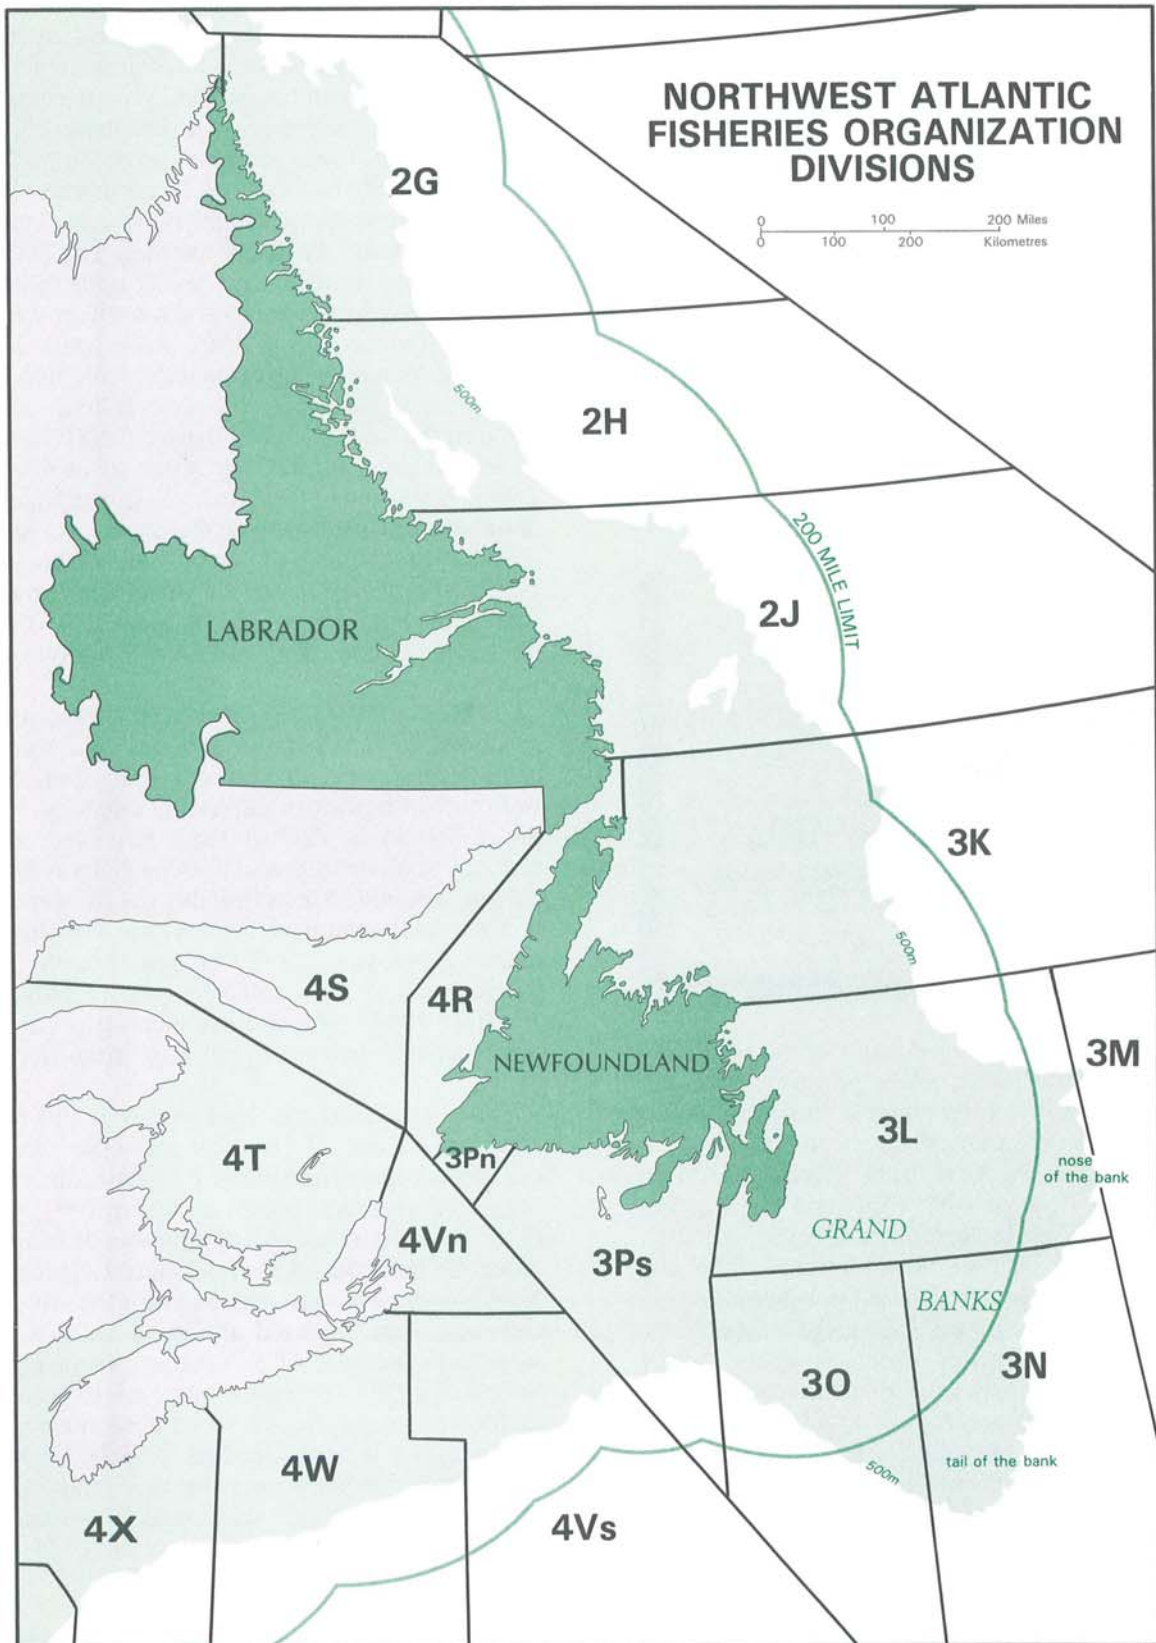 NORTHWEST ATLANTIC
FISHERIES ORGANIZATION
DIVISIONS
0 100 200 Miles
0 100 200 Kilometres
2G
500m
2H
200 MILE LIMIT
2J
LABRADOR
3K
500m
4S
4R
NEWFOUNDLAND
3M
3L
4T
3Pn
nose
of the bank
GRAND
4Vn
3Ps
BANKS
3N
3O
4W
500m
tail of the bank
4X
4Vs